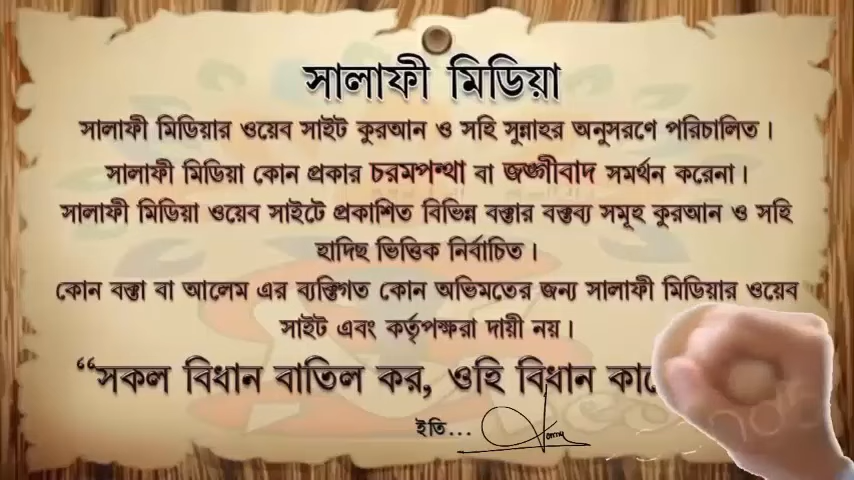 সালাফী মিডিয়া
সালাফী মিডিয়ার ওয়েব সাইট কুরআন ও সহি সুন্নাহর অনুসরণে পরিচালিত।
সালাফী মিডিয়া কোন প্রকার চরমপন্থা বা জঙ্গীবাদ সমর্থন করেনা।
সালাফী মিডিয়া ওয়েব সাইটে প্রকাশিত বিভিন্ন বক্তার বক্তব্য সমূহ কুরআন ও সহি
হাদিছ ভিত্তিক নির্বাচিত।
কোন বক্তা বা আলেম এর ব্যক্তিগত কোন অভিমতের জন্য সালাফী মিডিয়ার ওয়েব
সাইট এবং কর্তৃপক্ষরা দায়ী নয়।
“সকল বিধান বাতিল কর, ওহি বিধান
ইতি...